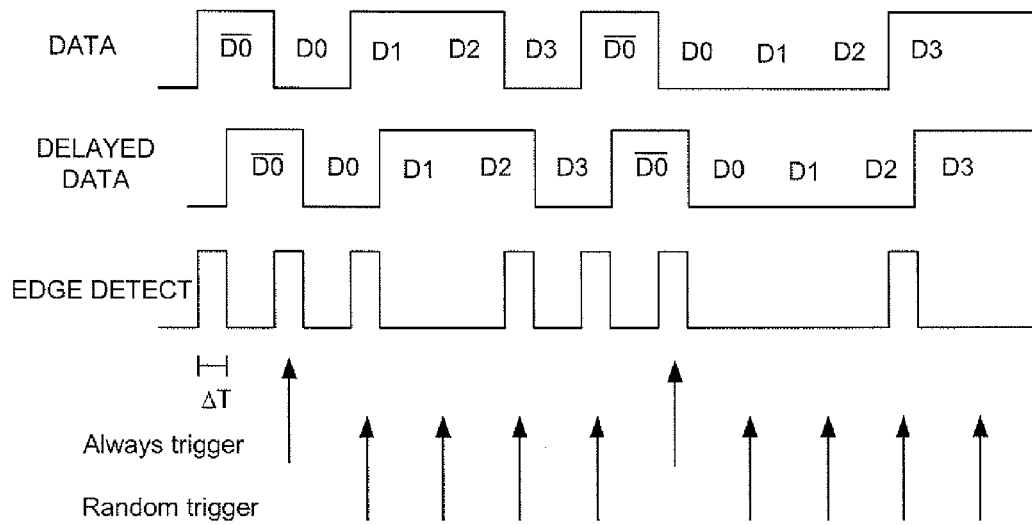 DATA D̅0̅ D0 D1 D2 D3 D̅0̅ D0 D1 D2 D3
DELAYED
DATA D̅0̅ D0 D1 D2 D3 D̅0̅ D0 D1 D2 D3
EDGE DETECT
ΔT
Always trigger
Random trigger